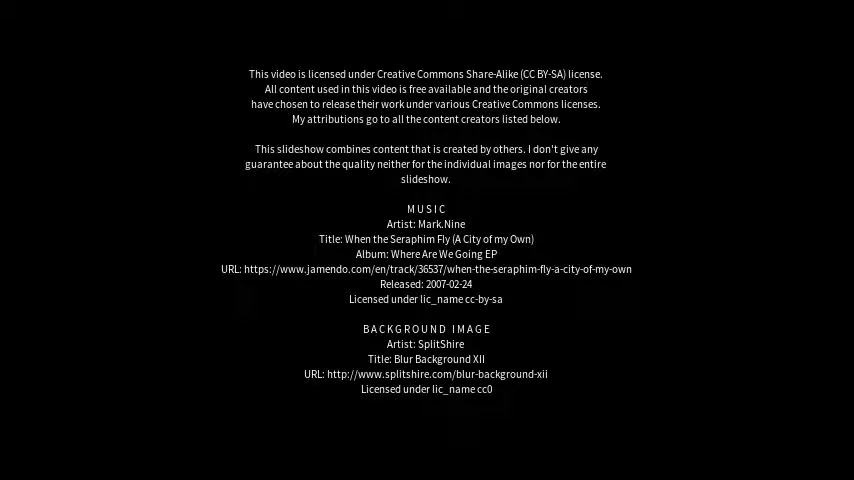 This video is licensed under Creative Commons Share-Alike (CC BY-SA) license.
All content used in this video is free available and the original creators
have chosen to release their work under various Creative Commons licenses.
My attributions go to all the content creators listed below.
This slideshow combines content that is created by others. I don't give any
guarantee about the quality neither for the individual images nor for the entire
slideshow.
MUSIC
Artist: Mark.Nine
Title: When the Seraphim Fly (A City of my Own)
Album: Where Are We Going EP
URL: https://www.jamendo.com/en/track/36537/when-the-seraphim-fly-a-city-of-my-own
Released: 2007-02-24
Licensed under lic_name cc-by-sa
BACKGROUND IMAGE
Artist: SplitShire
Title: Blur Background XII
URL: http://www.splitshire.com/blur-background-xii
Licensed under lic_name cc0